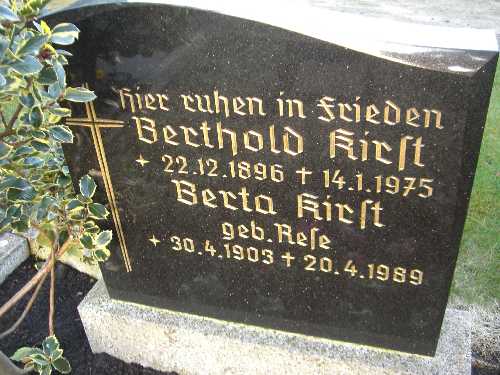 Hier ruhen in Frieden
Berthold Kirst
+ 22.12.1896 † 14.1.1975
Berta Kirst
geb. Rese
+ 30.4.1903 † 20.4.1989